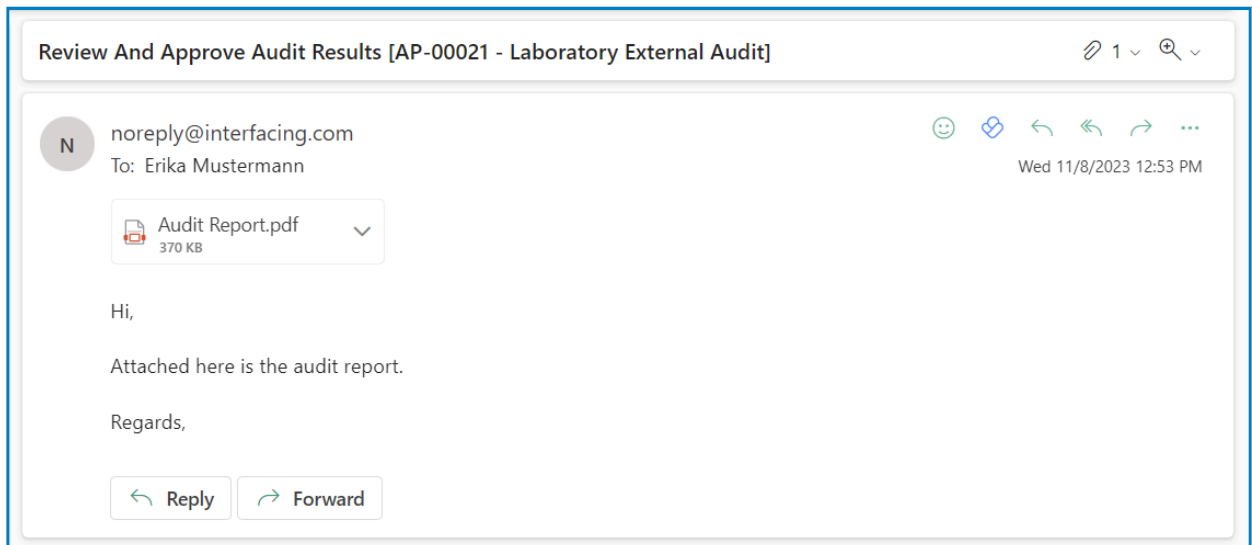 Review And Approve Audit Results [AP-00021 - Laboratory External Audit]
1
N
noreply@interfacing.com
To: Erika Mustermann
Wed 11/8/2023 12:53 PM
Audit Report.pdf
370 KB
Hi,
Attached here is the audit report.
Regards,
Reply
Forward